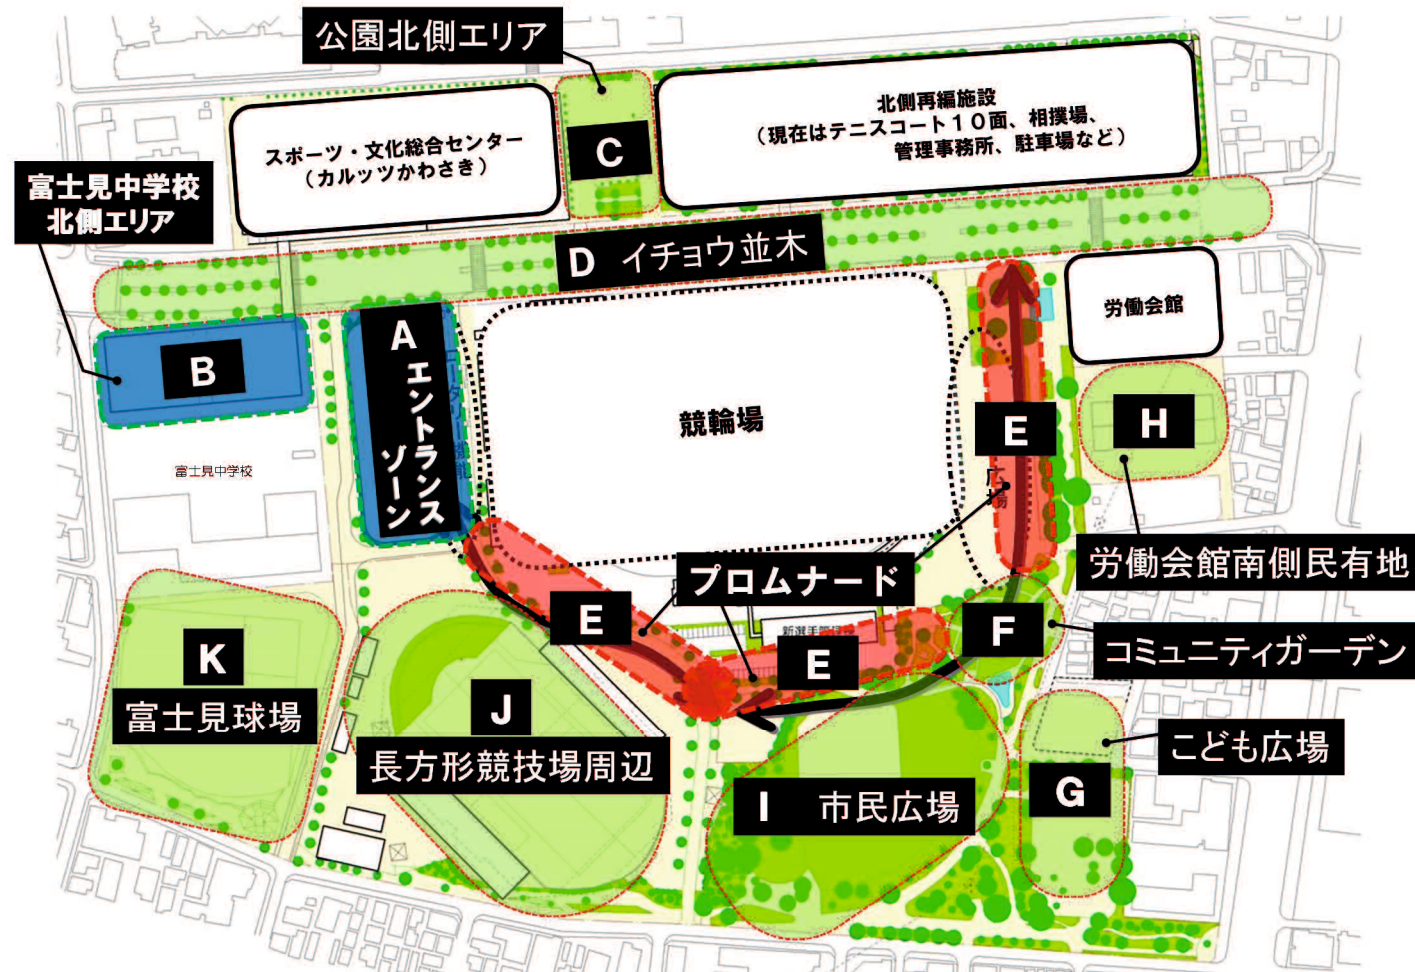 公園北側エリア
スポーツ・文化総合センター
（カルッツかわさき）
C
北側再編施設
（現在はテニスコート１０面、相撲場、
管理事務所、駐車場など）
富士見中学校
北側エリア
D イチョウ並木
労働会館
B
A
エントランス
ゾーン
競輪場
E
H
広場
富士見中学校
労働会館南側民有地
プロムナード
E
新選手管理棟
E
F
コミュニティガーデン
K
富士見球場
J
長方形競技場周辺
I 市民広場
G
こども広場